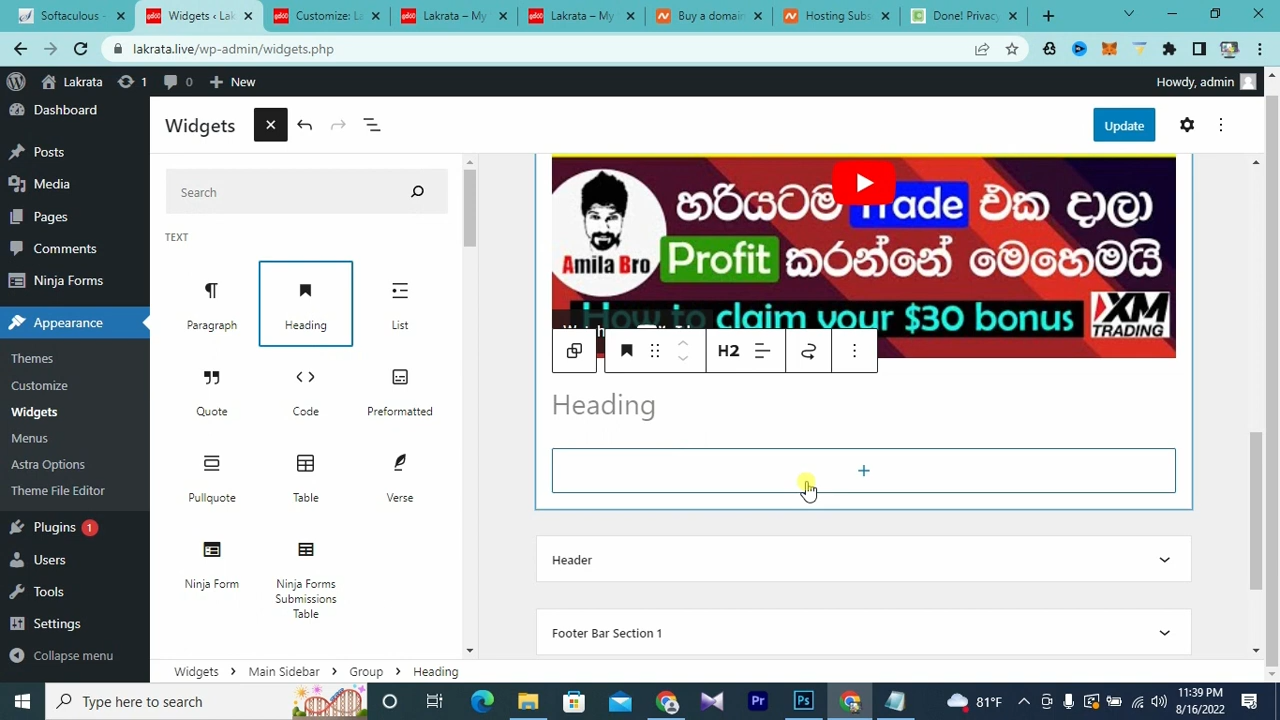 Softaculous -
Widgets ‹ Lak
Customize: La
Lakrata – My
Lakrata – My
Buy a domain
Hosting Subs
Done! Privacy
lakrata.live/wp-admin/widgets.php
Lakrata 1 0 New
Howdy, admin
Dashboard
Posts
Media
Pages
Comments
Ninja Forms
Appearance
Themes
Customize
Widgets
Menus
Astra Options
Theme File Editor
Plugins 1
Users
Tools
Settings
Collapse menu
Widgets
Update
Search
TEXT
Paragraph Heading List
Quote Code Preformatted
Pullquote Table Verse
Ninja Form Ninja Forms
Submissions
Table
හරියටම Trade එක දාලා
Profit කරන්නේ මෙහෙමයි
Amila Bro
How to claim your $30 bonus
XM
TRADING
H2
Heading
Header
Footer Bar Section 1
Widgets Main Sidebar Group Heading
Type here to search
Pr
Ps
81°F
11:39 PM
8/16/2022